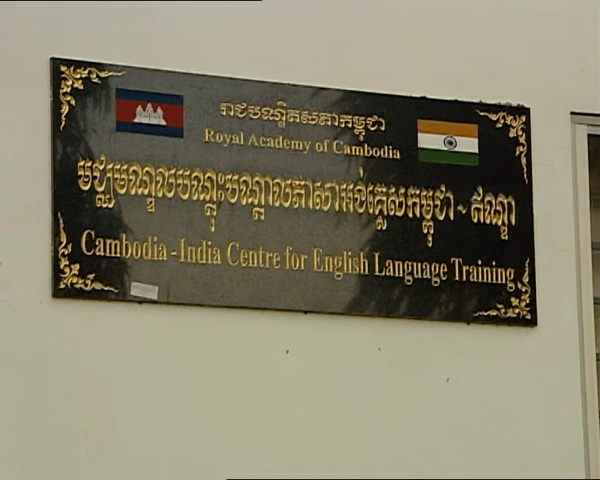 រាជបណ្ឌិតសភាកម្ពុជា
Royal Academy of Cambodia
មជ្ឈមណ្ឌលបណ្តុះបណ្តាលភាសាអង់គ្លេសកម្ពុជា ~ ឥណ្ឌា
Cambodia - India Centre for English Language Training